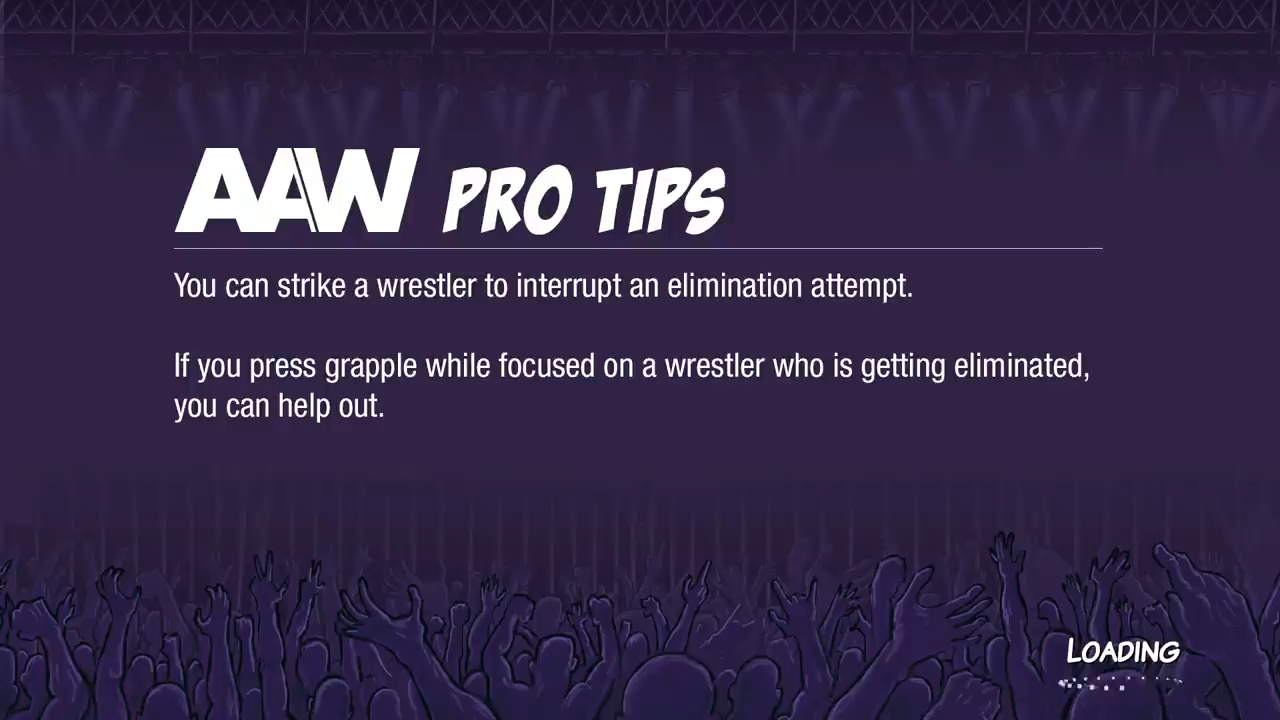 AAW PRO TIPS
You can strike a wrestler to interrupt an elimination attempt.
If you press grapple while focused on a wrestler who is getting eliminated,
you can help out.
LOADING